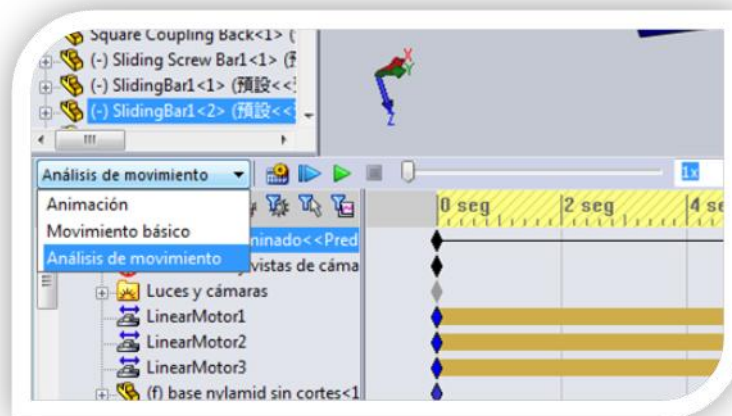 Square Coupling Back<1> (
(-) Sliding Screw Bar1<1> (預
(-) SlidingBar1<1> (預設<<
(-) SlidingBar1<2> (預設<<
X
Y
Z
Análisis de movimiento
1x
Animación
Movimiento básico
Análisis de movimiento
0 seg
2 seg
4 se
minado<<Pred
vistas de cáma
Luces y cámaras
LinearMotor1
LinearMotor2
LinearMotor3
(f) base nylamid sin cortes<1